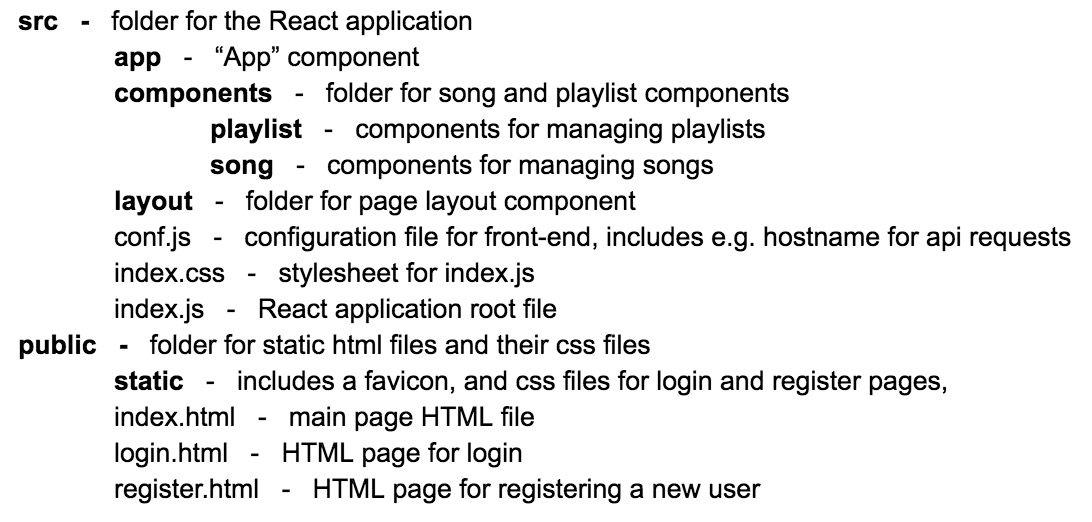 src - folder for the React application
app - “App” component
components - folder for song and playlist components
playlist - components for managing playlists
song - components for managing songs
layout - folder for page layout component
conf.js - configuration file for front-end, includes e.g. hostname for api requests
index.css - stylesheet for index.js
index.js - React application root file
public - folder for static html files and their css files
static - includes a favicon, and css files for login and register pages,
index.html - main page HTML file
login.html - HTML page for login
register.html - HTML page for registering a new user